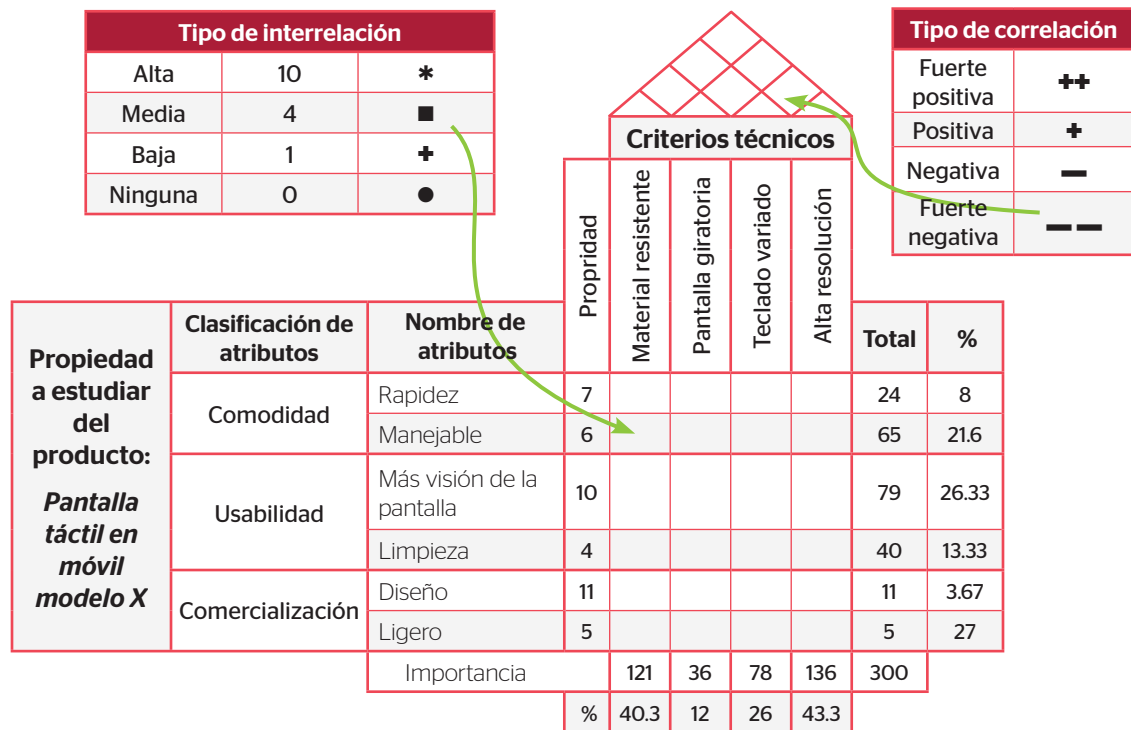 Tipo de interrelación
Alta 10 *
Media 4 ■
Baja 1 +
Ninguna 0 ●
Tipo de correlación
Fuerte positiva ++
Positiva +
Negativa —
Fuerte negativa — —
Criterios técnicos
Propridad
Material resistente
Pantalla giratoria
Teclado variado
Alta resolución
Propiedad
a estudiar
del
producto:
Pantalla
táctil en
móvil
modelo X
Clasificación de
atributos
Nombre de
atributos
Total %
Comodidad
Rapidez 7 24 8
Manejable 6 65 21.6
Usabilidad
Más visión de la
pantalla 10 79 26.33
Limpieza 4 40 13.33
Comercialización
Diseño 11 11 3.67
Ligero 5 5 27
Importancia 121 36 78 136 300
% 40.3 12 26 43.3